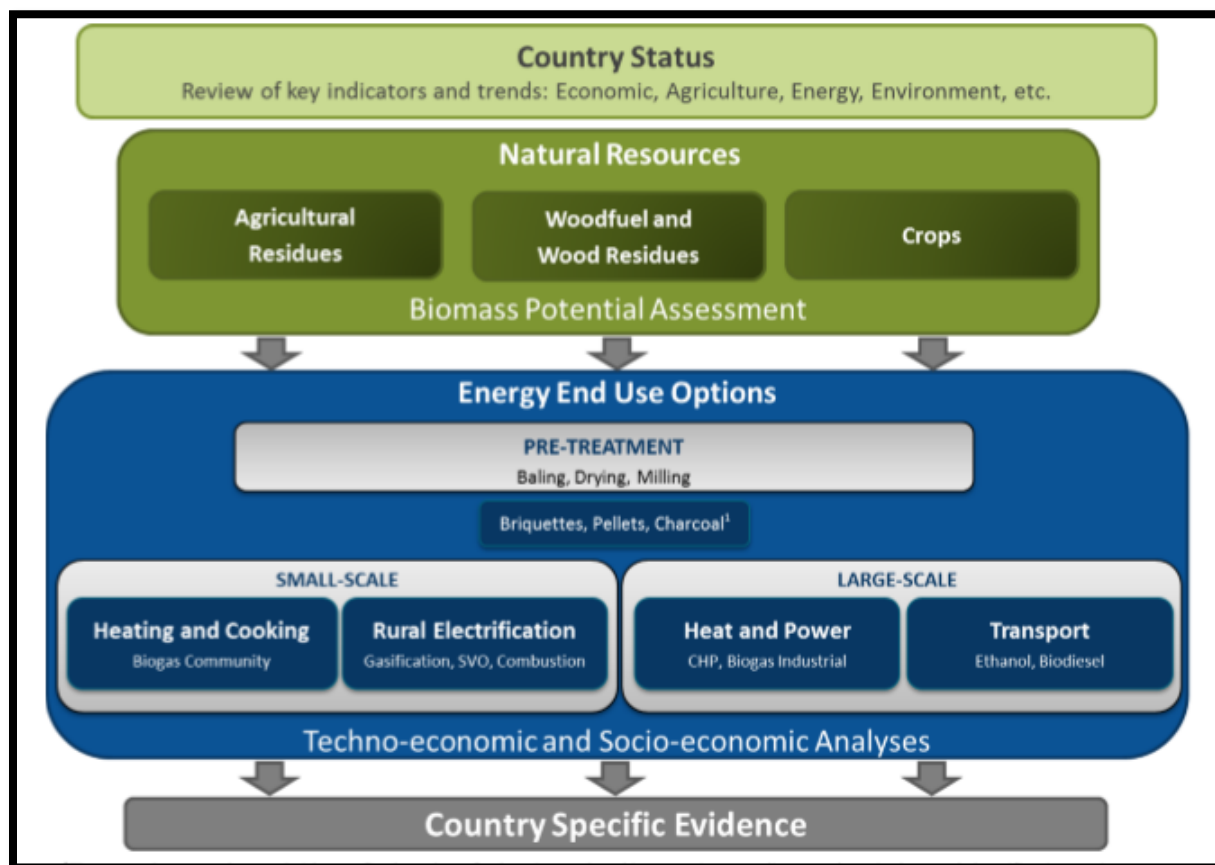 Country Status
Review of key indicators and trends: Economic, Agriculture, Energy, Environment, etc.
Natural Resources
Agricultural
Residues
Woodfuel and
Wood Residues
Crops
Biomass Potential Assessment
Energy End Use Options
PRE-TREATMENT
Baling, Drying, Milling
Briquettes, Pellets, Charcoal¹
SMALL-SCALE
Heating and Cooking
Biogas Community
Rural Electrification
Gasification, SVO, Combustion
LARGE-SCALE
Heat and Power
CHP, Biogas Industrial
Transport
Ethanol, Biodiesel
Techno-economic and Socio-economic Analyses
Country Specific Evidence